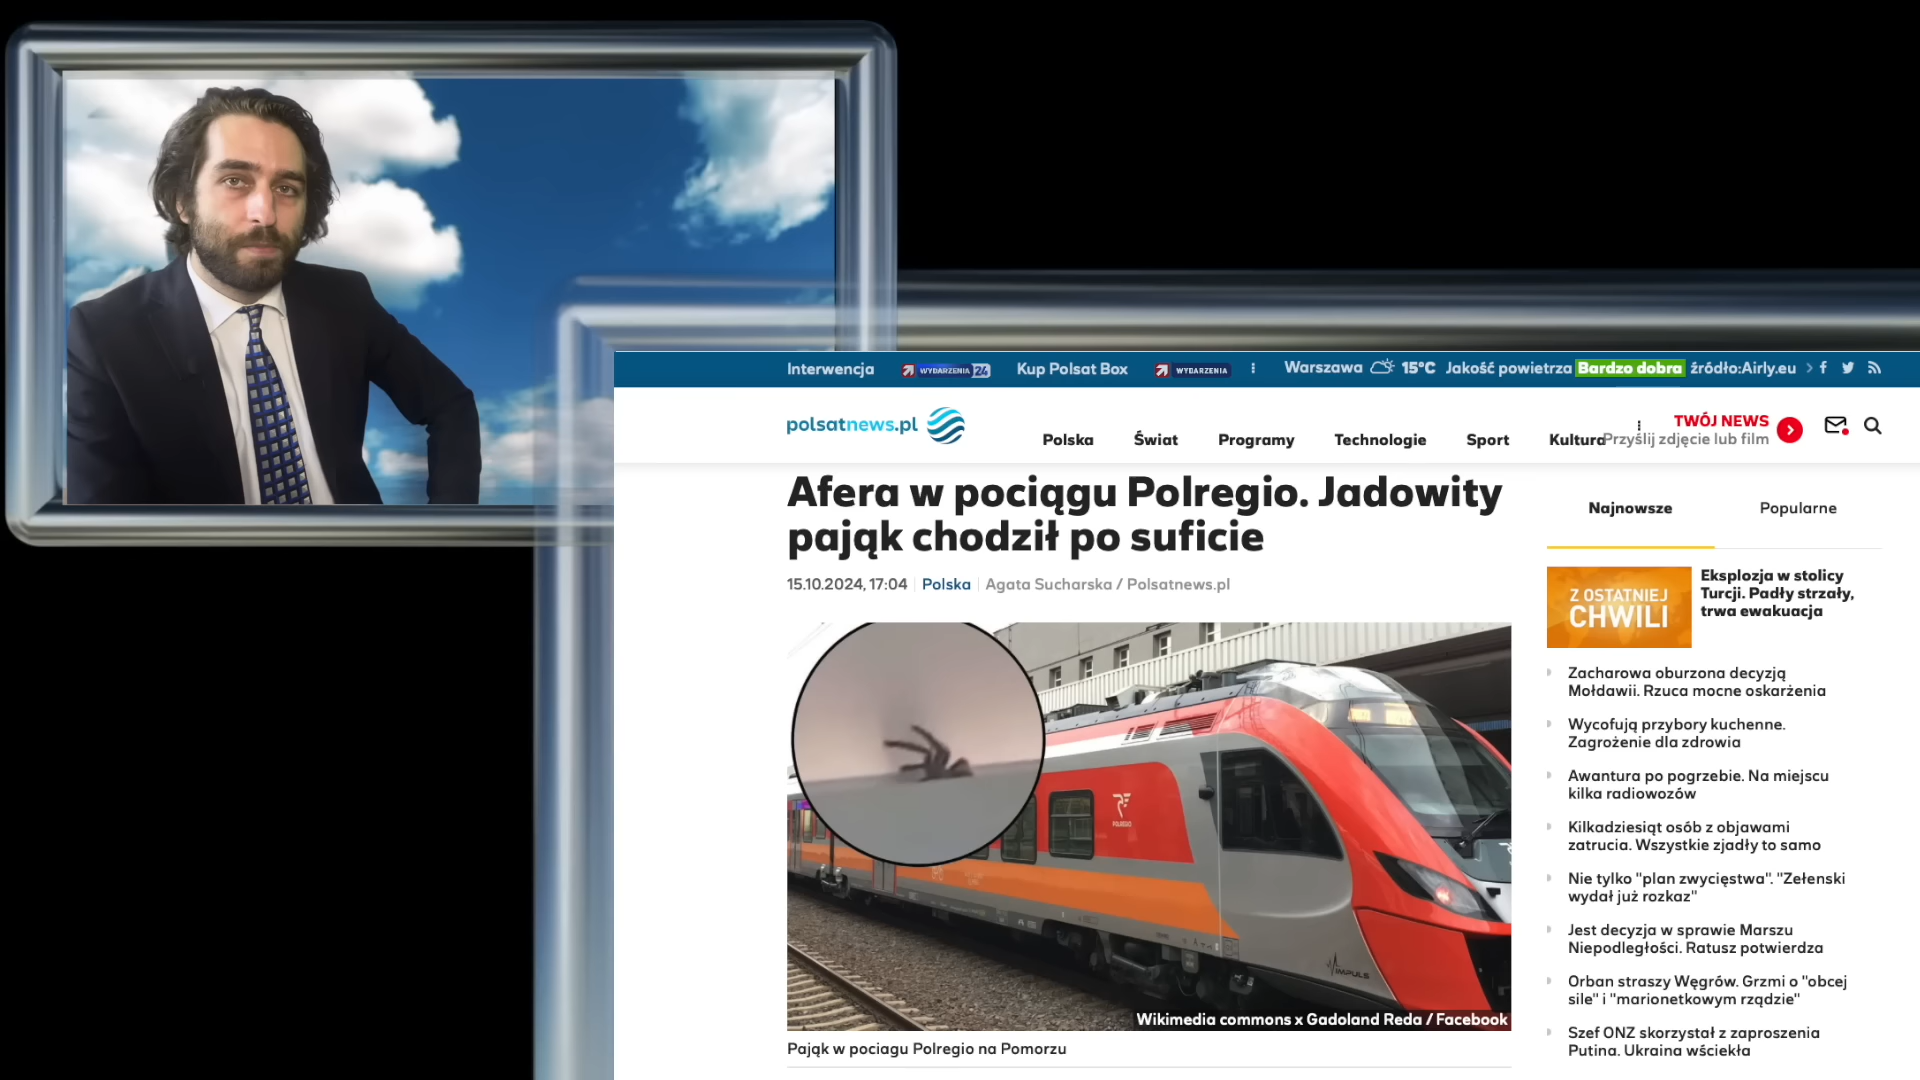 Interwencja
WYDARZENIA 24
Kup Polsat Box
WYDARZENIA
Warszawa 15°C Jakość powietrza Bardzo dobra źródło:Airly.eu
polsatnews.pl
Polska Świat Programy Technologie Sport Kultura
TWÓJ NEWS
Przyślij zdjęcie lub film
Afera w pociągu Polregio. Jadowity
pająk chodził po suficie
15.10.2024, 17:04 Polska Agata Sucharska / Polsatnews.pl
POLREGIO
IMPULS
Wikimedia commons x Gadoland Reda / Facebook
Pająk w pociagu Polregio na Pomorzu
Najnowsze Popularne
Z OSTATNIEJ
CHWILI
Eksplozja w stolicy
Turcji. Padły strzały,
trwa ewakuacja
Zacharowa oburzona decyzją
Mołdawii. Rzuca mocne oskarżenia
Wycofują przybory kuchenne.
Zagrożenie dla zdrowia
Awantura po pogrzebie. Na miejscu
kilka radiowozów
Kilkadziesiąt osób z objawami
zatrucia. Wszystkie zjadły to samo
Nie tylko "plan zwycięstwa". "Zełenski
wydał już rozkaz"
Jest decyzja w sprawie Marszu
Niepodległości. Ratusz potwierdza
Orban straszy Węgrów. Grzmi o "obcej
sile" i "marionetkowym rządzie"
Szef ONZ skorzystał z zaproszenia
Putina. Ukraina wściekła